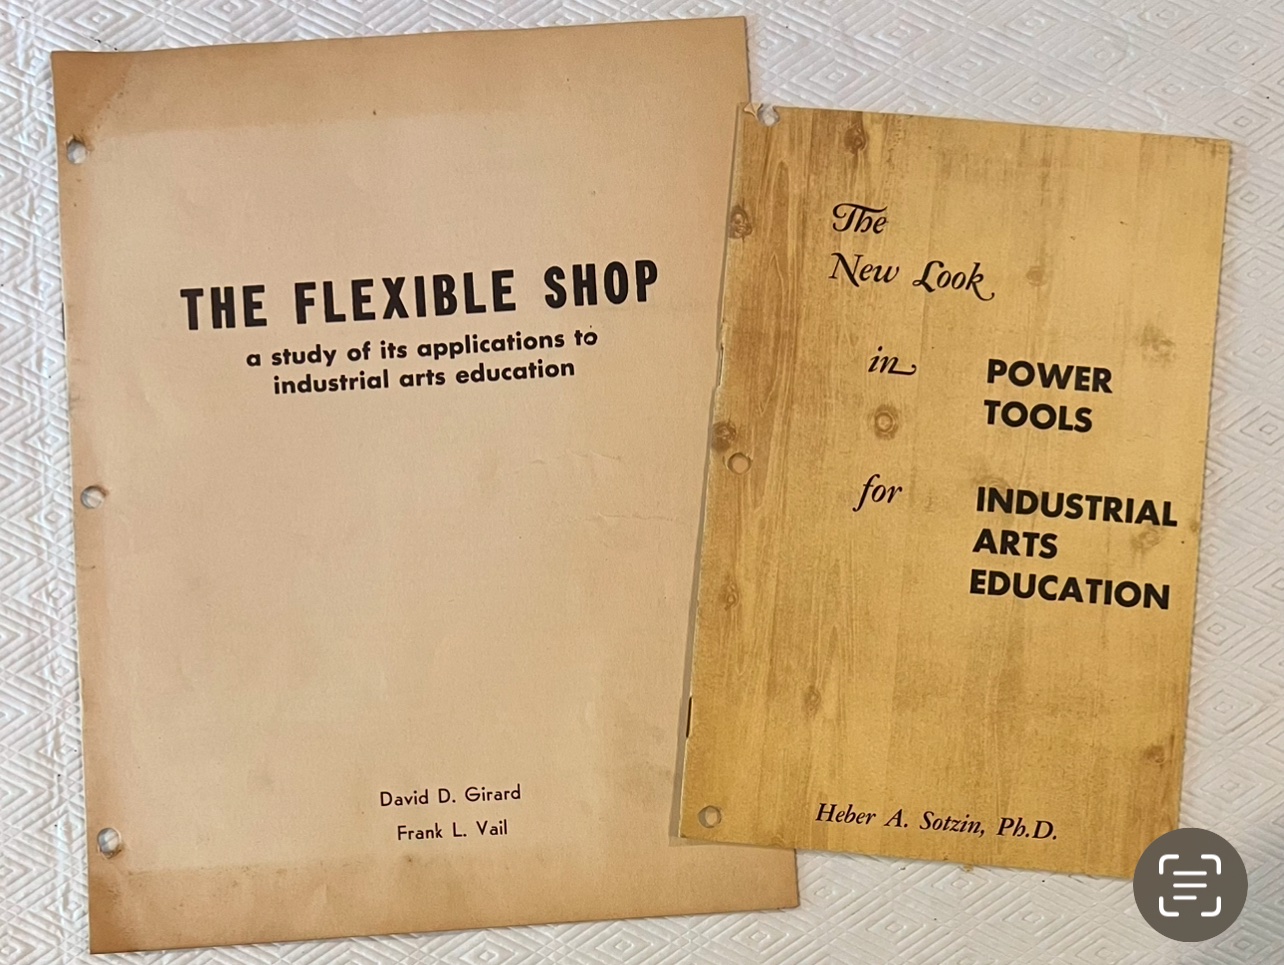 THE FLEXIBLE SHOP
a study of its applications to
industrial arts education
David D. Girard
Frank L. Vail
The
New Look
in POWER
TOOLS
for INDUSTRIAL
ARTS
EDUCATION
Heber A. Sotzin, Ph.D.